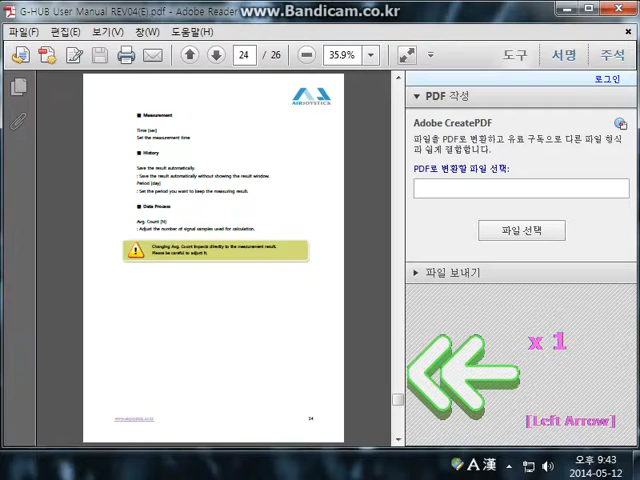 G-HUB User Manual REV04(E).pdf - Adobe Reader
www.Bandicam.co.kr
파일(F) 편집(E) 보기(V) 창(W) 도움말(H)
24 / 26 35.9% 도구 서명 주석
로그인
PDF 작성
Adobe CreatePDF
파일을 PDF로 변환하고 유료 구독으로 다른 파일 형식
과 쉽게 결합합니다.
PDF로 변환할 파일 선택:
파일 선택
파일 보내기
AIRJOYSTICK
■ Measurement
Time [sec]
Set the measurement time
■ History
Save the result automatically
: Save the result automatically without showing the result window.
Period [day]
: Set the period you want to keep the measuring result.
■ Data Process
Avg. Count [N]
: Adjust the number of signal samples used for calculation.
Changing Avg. Count impacts directly to the measurement result.
Please be careful to adjust it.
www.airjoystick.co.kr 24
x 1
[Left Arrow]
A 漢
오후 9:43
2014-05-12